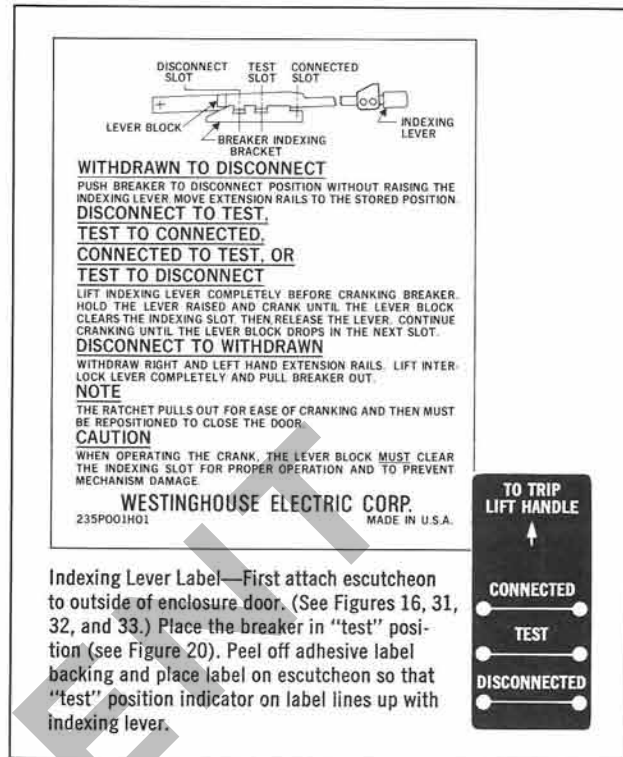 DISCONNECT SLOT
TEST SLOT
CONNECTED SLOT
LEVER BLOCK
BREAKER INDEXING BRACKET
INDEXING LEVER
WITHDRAWN TO DISCONNECT
PUSH BREAKER TO DISCONNECT POSITION WITHOUT RAISING THE
INDEXING LEVER. MOVE EXTENSION RAILS TO THE STORED POSITION.
DISCONNECT TO TEST,
TEST TO CONNECTED,
CONNECTED TO TEST, OR
TEST TO DISCONNECT
LIFT INDEXING LEVER COMPLETELY BEFORE CRANKING BREAKER.
HOLD THE LEVER RAISED AND CRANK UNTIL THE LEVER BLOCK
CLEARS THE INDEXING SLOT, THEN RELEASE THE LEVER. CONTINUE
CRANKING UNTIL THE LEVER BLOCK DROPS IN THE NEXT SLOT.
DISCONNECT TO WITHDRAWN
WITHDRAW RIGHT AND LEFT HAND EXTENSION RAILS. LIFT INTER-
LOCK LEVER COMPLETELY AND PULL BREAKER OUT.
NOTE
THE RATCHET PULLS OUT FOR EASE OF CRANKING AND THEN MUST
BE REPOSITIONED TO CLOSE THE DOOR.
CAUTION
WHEN OPERATING THE CRANK, THE LEVER BLOCK MUST CLEAR
THE INDEXING SLOT FOR PROPER OPERATION AND TO PREVENT
MECHANISM DAMAGE.
WESTINGHOUSE ELECTRIC CORP.
235P001H01 MADE IN U.S.A.
TO TRIP
LIFT HANDLE
CONNECTED
TEST
DISCONNECTED
Indexing Lever Label—First attach escutcheon
to outside of enclosure door. (See Figures 16, 31,
32, and 33.) Place the breaker in "test" posi-
tion (see Figure 20). Peel off adhesive label
backing and place label on escutcheon so that
"test" position indicator on label lines up with
indexing lever.